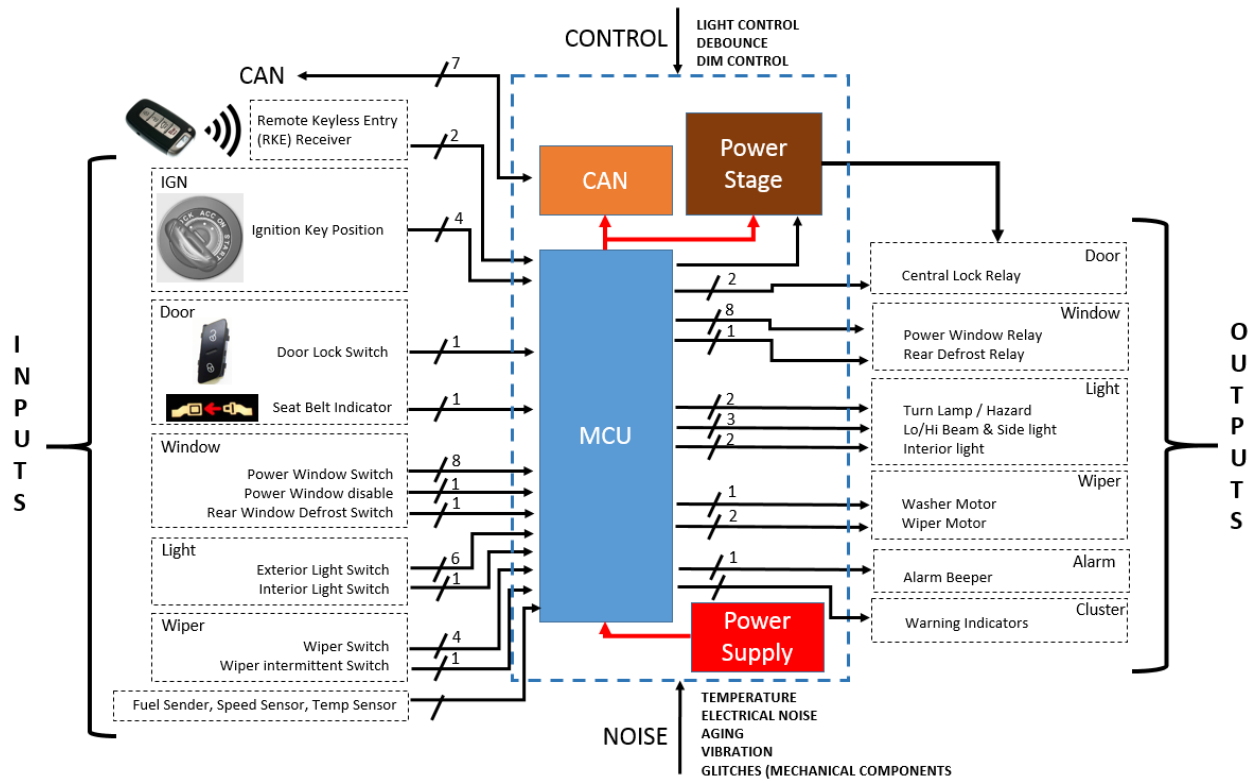 CONTROL
LIGHT CONTROL
DEBOUNCE
DIM CONTROL
CAN
7
Remote Keyless Entry
(RKE) Receiver
2
IGN
LOCK ACC ON START
Ignition Key Position
4
Door
Door Lock Switch
1
Seat Belt Indicator
1
Window
Power Window Switch
8
Power Window disable
1
Rear Window Defrost Switch
1
Light
Exterior Light Switch
6
Interior Light Switch
1
Wiper
Wiper Switch
4
Wiper intermittent Switch
1
Fuel Sender, Speed Sensor, Temp Sensor
INPUTS
CAN
Power
Stage
MCU
Power
Supply
2
8
1
2
3
2
1
2
1
Door
Central Lock Relay
Window
Power Window Relay
Rear Defrost Relay
Light
Turn Lamp / Hazard
Lo/Hi Beam & Side light
Interior light
Wiper
Washer Motor
Wiper Motor
Alarm
Alarm Beeper
Cluster
Warning Indicators
OUTPUTS
NOISE
TEMPERATURE
ELECTRICAL NOISE
AGING
VIBRATION
GLITCHES (MECHANICAL COMPONENTS